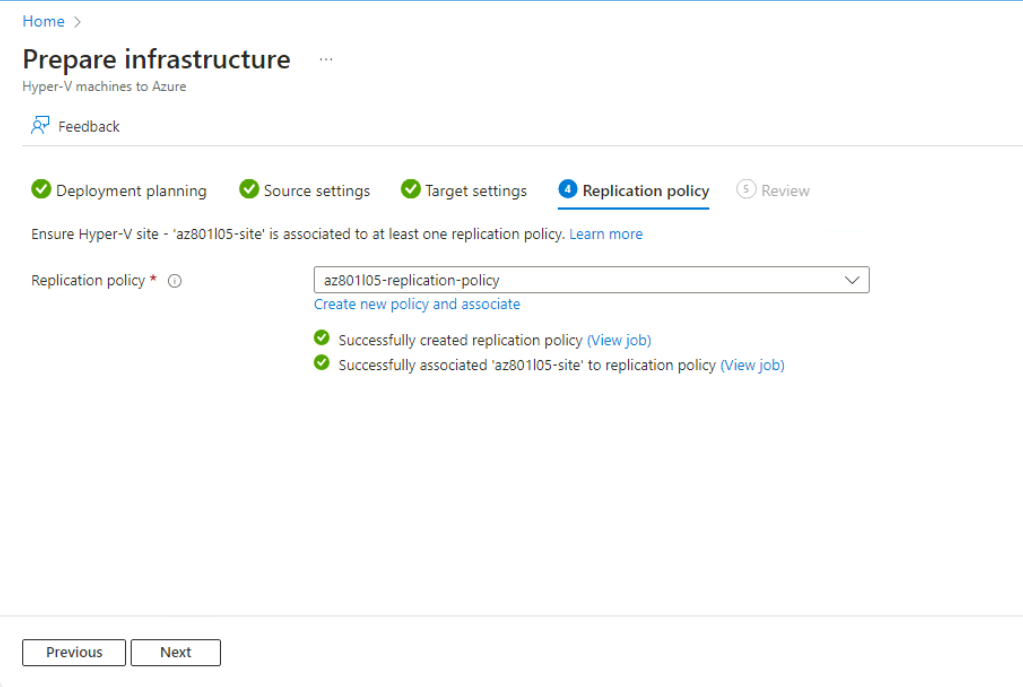 Home
Prepare infrastructure ...
Hyper-V machines to Azure
Feedback
Deployment planning Source settings Target settings 4 Replication policy 5 Review
Ensure Hyper-V site - 'az801l05-site' is associated to at least one replication policy. Learn more
Replication policy * az801l05-replication-policy
Create new policy and associate
Successfully created replication policy (View job)
Successfully associated 'az801l05-site' to replication policy (View job)
Previous Next